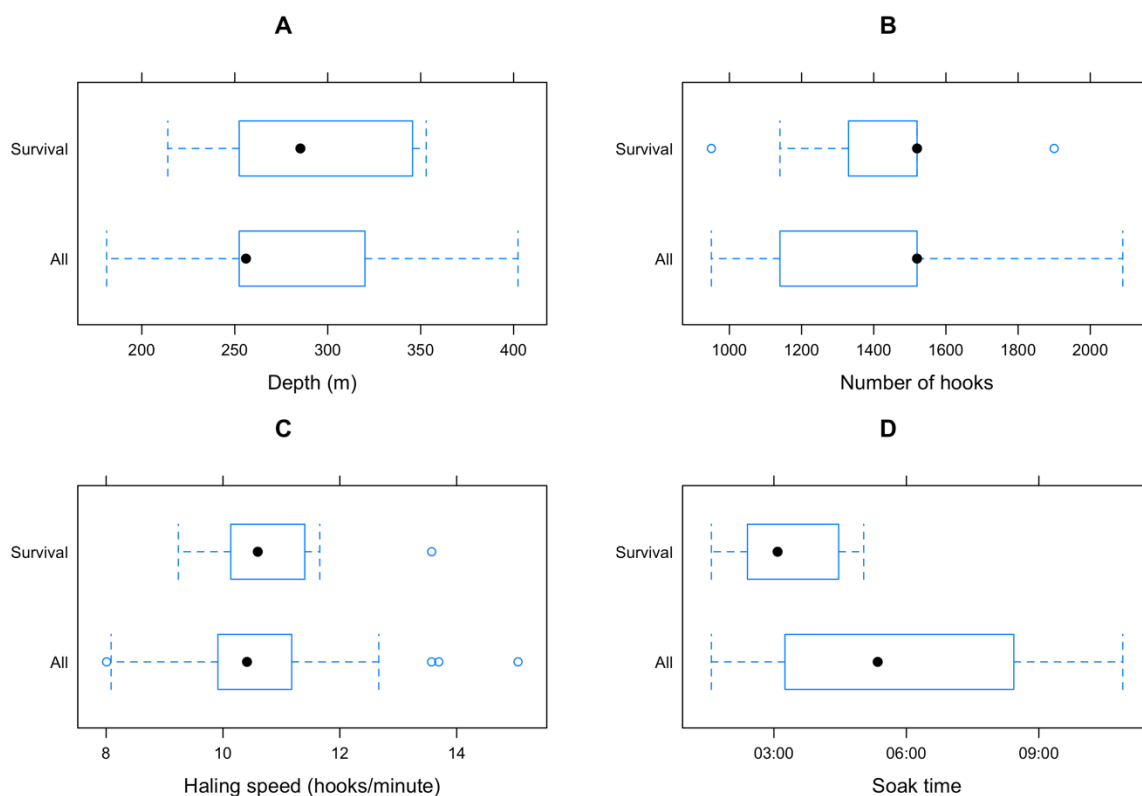 A
B
Survival
All
200 250 300 350 400
Depth (m)
Survival
All
1000 1200 1400 1600 1800 2000
Number of hooks
C
D
Survival
All
8 10 12 14
Haling speed (hooks/minute)
Survival
All
03:00 06:00 09:00
Soak time